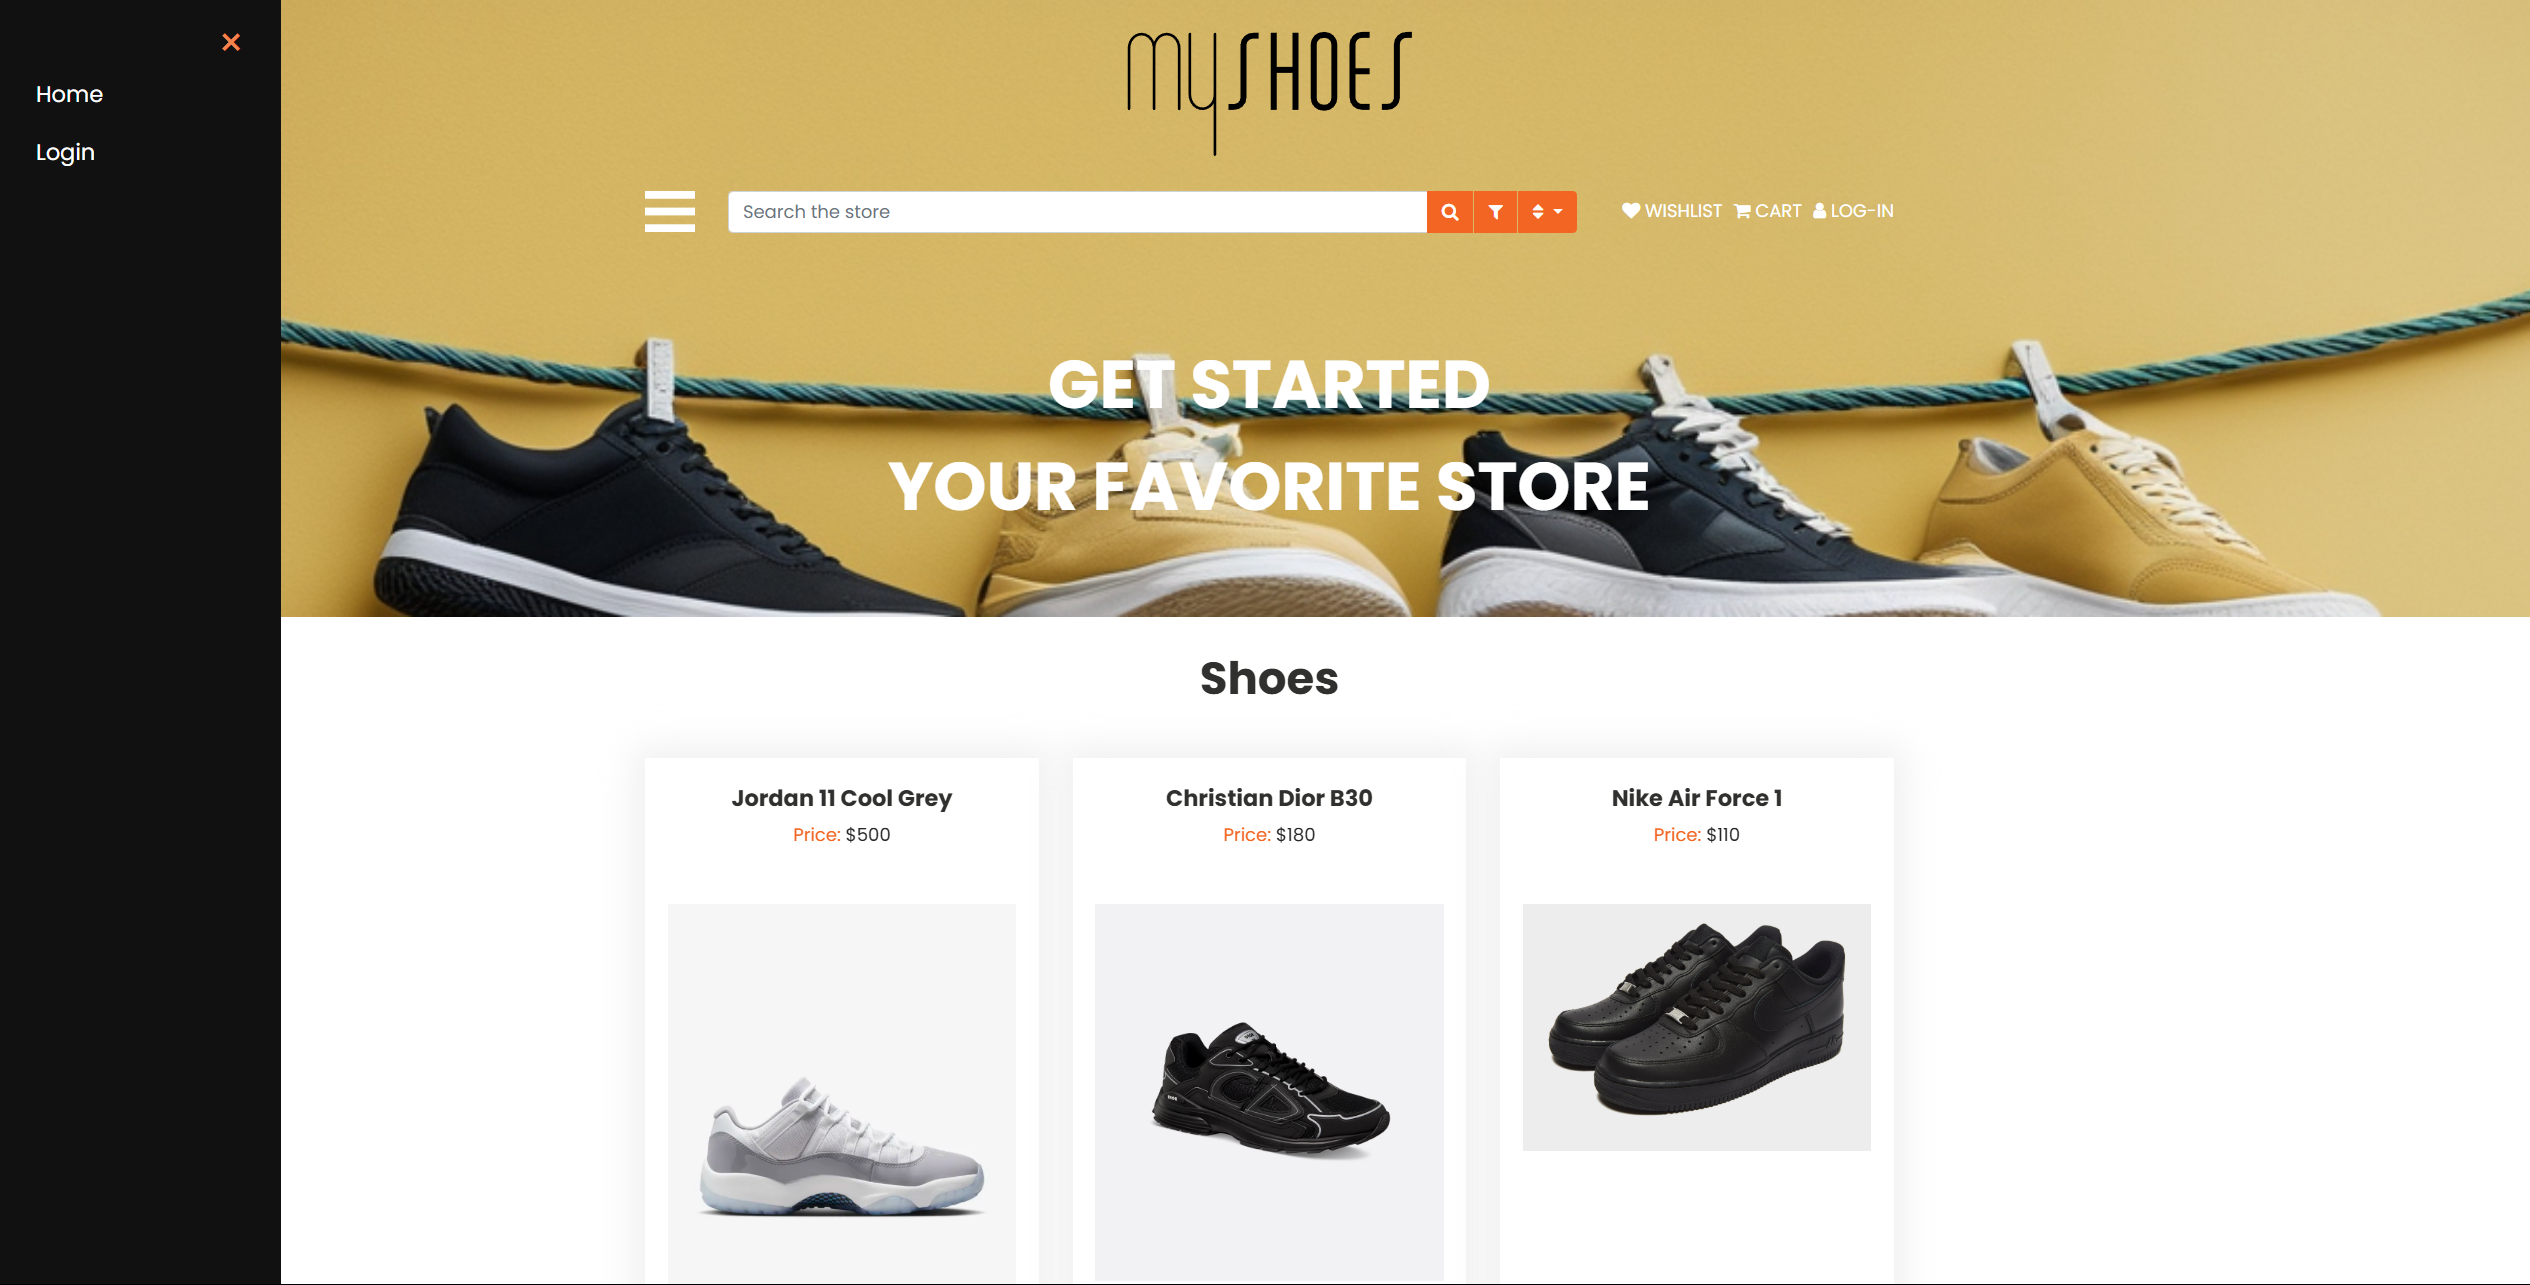 Home
Login
mySHOES
Search the store
WISHLIST CART LOG-IN
GET STARTED
YOUR FAVORITE STORE
Shoes
Jordan 11 Cool Grey
Price: $500
Christian Dior B30
Price: $180
Nike Air Force 1
Price: $110